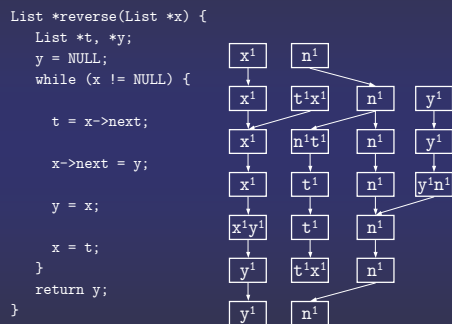 List *reverse(List *x) {
List *t, *y;
y = NULL;
x¹ n¹
while (x != NULL) {
x¹ t¹x¹ n¹ y¹
t = x->next;
x¹ n¹t¹ n¹ y¹
x->next = y;
x¹ t¹ n¹ y¹n¹
y = x;
x¹y¹ t¹ n¹
x = t;
y¹ t¹x¹ n¹
}
return y;
}
y¹ n¹